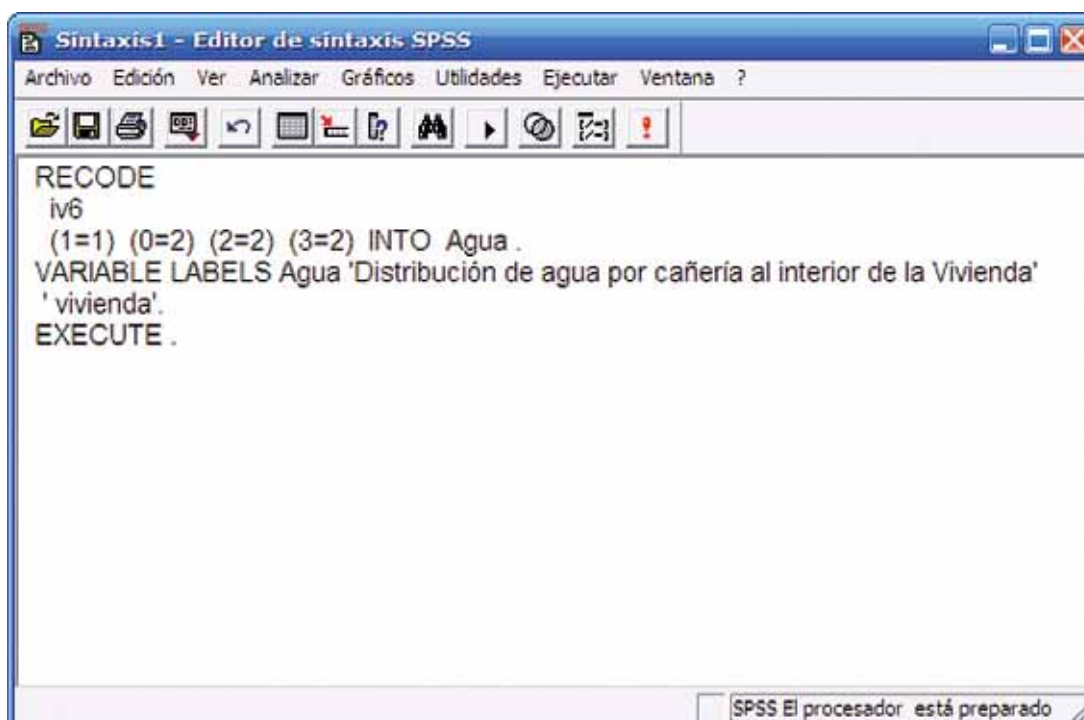 Sintaxis1 - Editor de sintaxis SPSS
Archivo Edición Ver Analizar Gráficos Utilidades Ejecutar Ventana ?
RECODE
iv6
(1=1) (0=2) (2=2) (3=2) INTO Agua .
VARIABLE LABELS Agua 'Distribución de agua por cañería al interior de la Vivienda'
' vivienda'.
EXECUTE .
SPSS El procesador está preparado